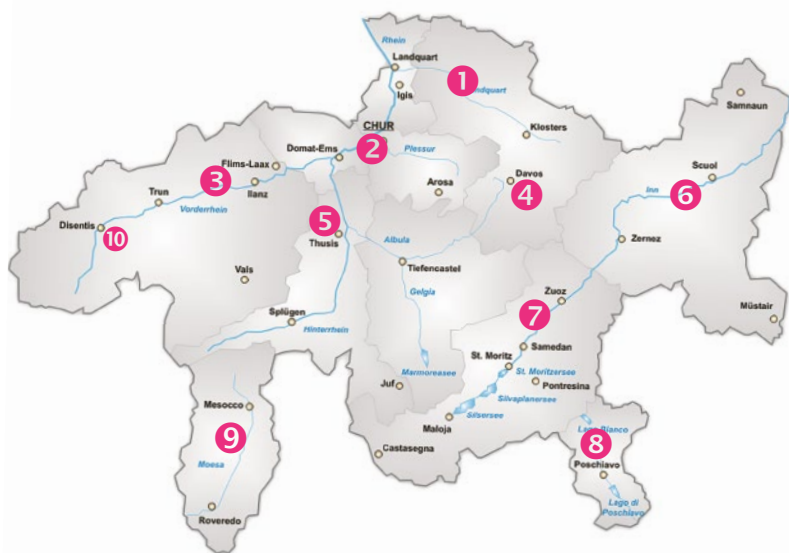 Rhein
Landquart
Igis
1
ndquart
Samnaun
Klosters
CHUR
2
Plessur
Domat-Ems
Flims-Laax
3
Ilanz
Trun
Vorderrhein
Disentis
10
Vals
Arosa
Davos
4
Scuol
Inn
6
Zernez
5
Thusis
Albula
Tiefencastel
Gelgia
Splügen
Hinterrhein
Zuoz
7
Müstair
Samedan
St. Moritz
St. Moritzersee
Pontresina
Silvaplanersee
Silsersee
Marmoreasee
Juf
Maloja
Castasegna
Mesocco
9
Moesa
Roveredo
Lago Bianco
8
Poschiavo
Lago di
Poschiavo